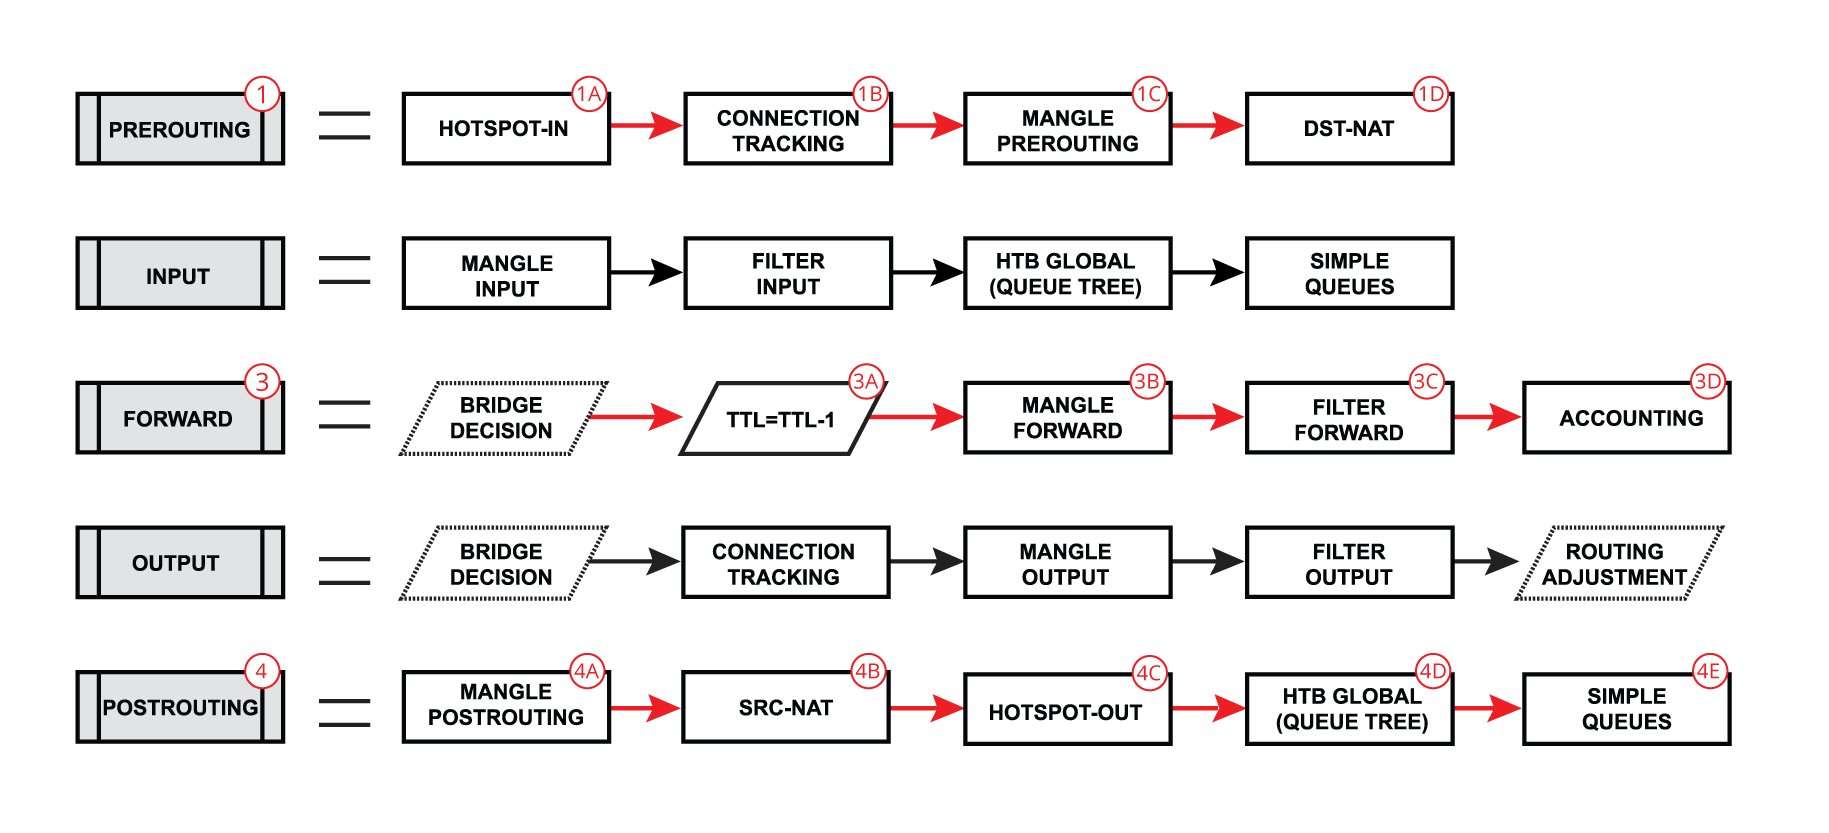 1
PREROUTING
1A
HOTSPOT-IN
1B
CONNECTION
TRACKING
1C
MANGLE
PREROUTING
1D
DST-NAT
INPUT
MANGLE
INPUT
FILTER
INPUT
HTB GLOBAL
(QUEUE TREE)
SIMPLE
QUEUES
3
FORWARD
BRIDGE
DECISION
3A
TTL=TTL-1
3B
MANGLE
FORWARD
3C
FILTER
FORWARD
3D
ACCOUNTING
OUTPUT
BRIDGE
DECISION
CONNECTION
TRACKING
MANGLE
OUTPUT
FILTER
OUTPUT
ROUTING
ADJUSTMENT
4
POSTROUTING
4A
MANGLE
POSTROUTING
4B
SRC-NAT
4C
HOTSPOT-OUT
4D
HTB GLOBAL
(QUEUE TREE)
4E
SIMPLE
QUEUES